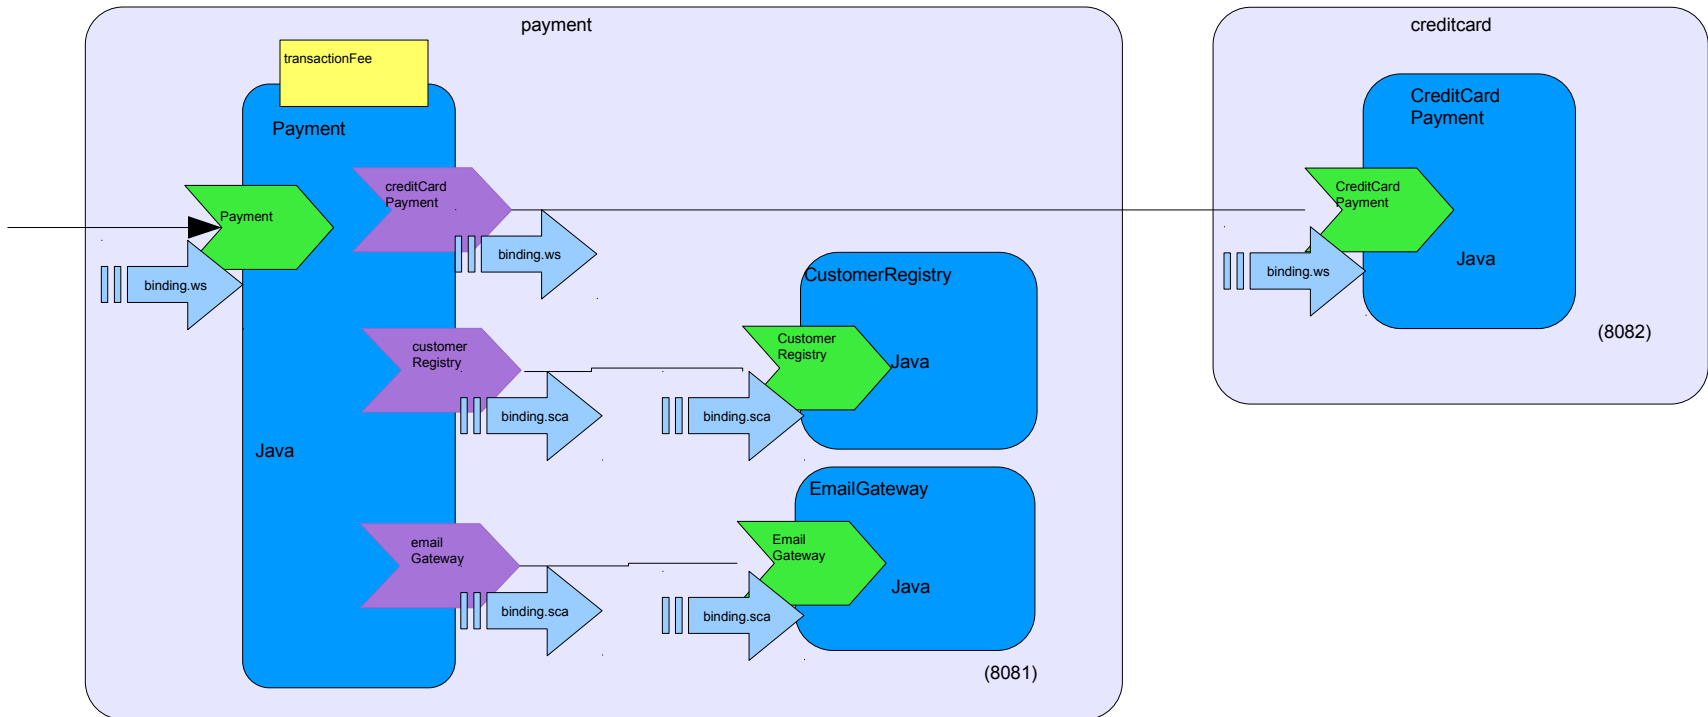 payment
transactionFee
Payment
Payment
binding.ws
Java
creditCard
Payment
binding.ws
customer
Registry
binding.sca
email
Gateway
binding.sca
CustomerRegistry
Customer
Registry
Java
binding.sca
EmailGateway
Email
Gateway
Java
binding.sca
(8081)
creditcard
CreditCard
Payment
CreditCard
Payment
Java
binding.ws
(8082)